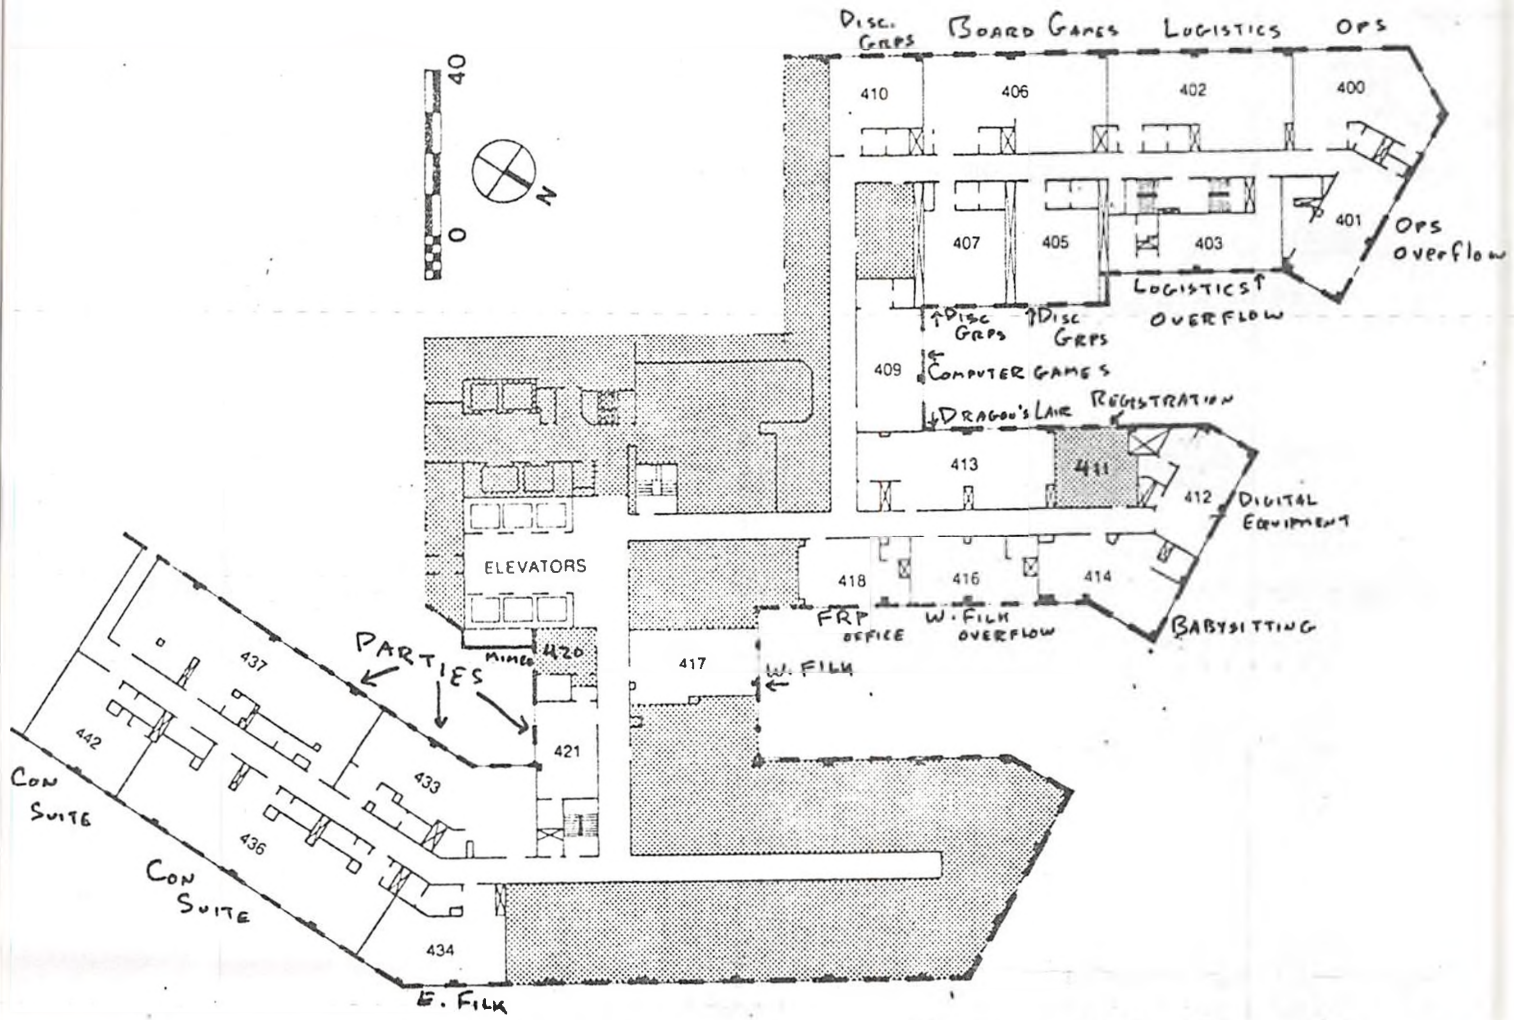 DISC. GRPS
BOARD GAMES
LOGISTICS
OPS
410
406
402
400
40
0
N
407
405
403
401
OPS
OVERFLOW
LOGISTICS↑
OVERFLOW
↑DISC
GRPS
↑DISC
GRPS
409
←COMPUTER GAMES
↓DRAGON'S LAIR
REGISTRATION
413
411
412
DIGITAL
EQUIPMENT
ELEVATORS
418
416
414
FRP
OFFICE
W. FILK
OVERFLOW
BABYSITTING
PARTIES
MIMEO
420
417
W. FILK
←
437
421
442
433
CON
SUITE
436
CON
SUITE
434
E. FILK